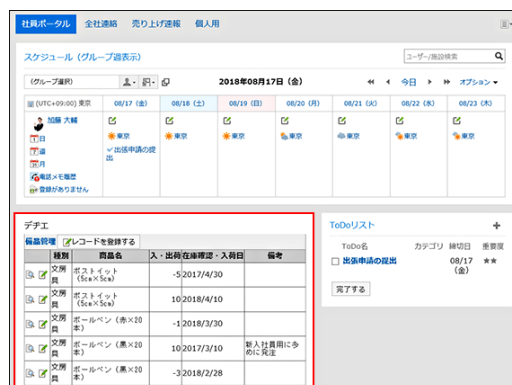 社員ポータル 全社連絡 売り上げ速報 個人用
スケジュール（グループ週表示）
ユーザー/施設検索
(グループ選択) 2018年08月17日（金） 今日 オプション
(UTC+09:00) 東京 08/17 (金) 08/18 (土) 08/19 (日) 08/20 (月) 08/21 (火) 08/22 (水) 08/23 (木)
加藤 大輔
日 東京 東京 東京 東京 東京 東京 東京
週 出張申請の提
出
月
電話メモ履歴
登録がありません
デヂエ
備品管理 レコードを登録する
種別 商品名 入・出荷 在庫確認・入荷日 備考
文房具 ポストイット（5cm×5cm） -5 2017/4/30
文房具 ポストイット（5cm×5cm） 10 2018/4/10
文房具 ボールペン（赤×20本） -1 2018/3/30
文房具 ボールペン（黒×20本） 10 2017/3/10 新入社員用に多めに発注
文房具 ボールペン（黒×20本） -3 2018/2/28
ToDoリスト
ToDo名 カテゴリ 締切日 重要度
出張申請の提出 08/17 ★★
(金)
完了する